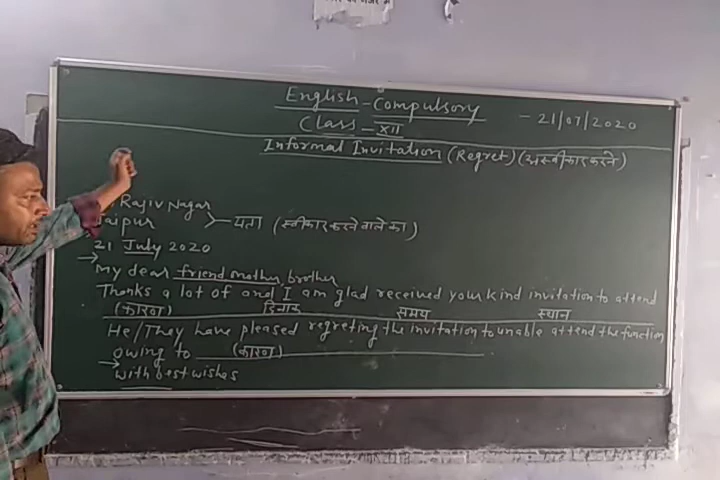 English - Compulsory
- 21/07/2020
Class - XII
Informal Invitation (Regret) (अस्वीकार करने)
Rajiv Nagar
Jaipur
पता (स्वीकार करने वाले का)
21 July 2020
My dear friend mother, brother
Thanks a lot of and I am glad received your kind invitation to attend
(कारण) दिनांक समय स्थान
He/They have pleased regreting the invitation to unable attend the function
owing to (कारण)
with best wishes